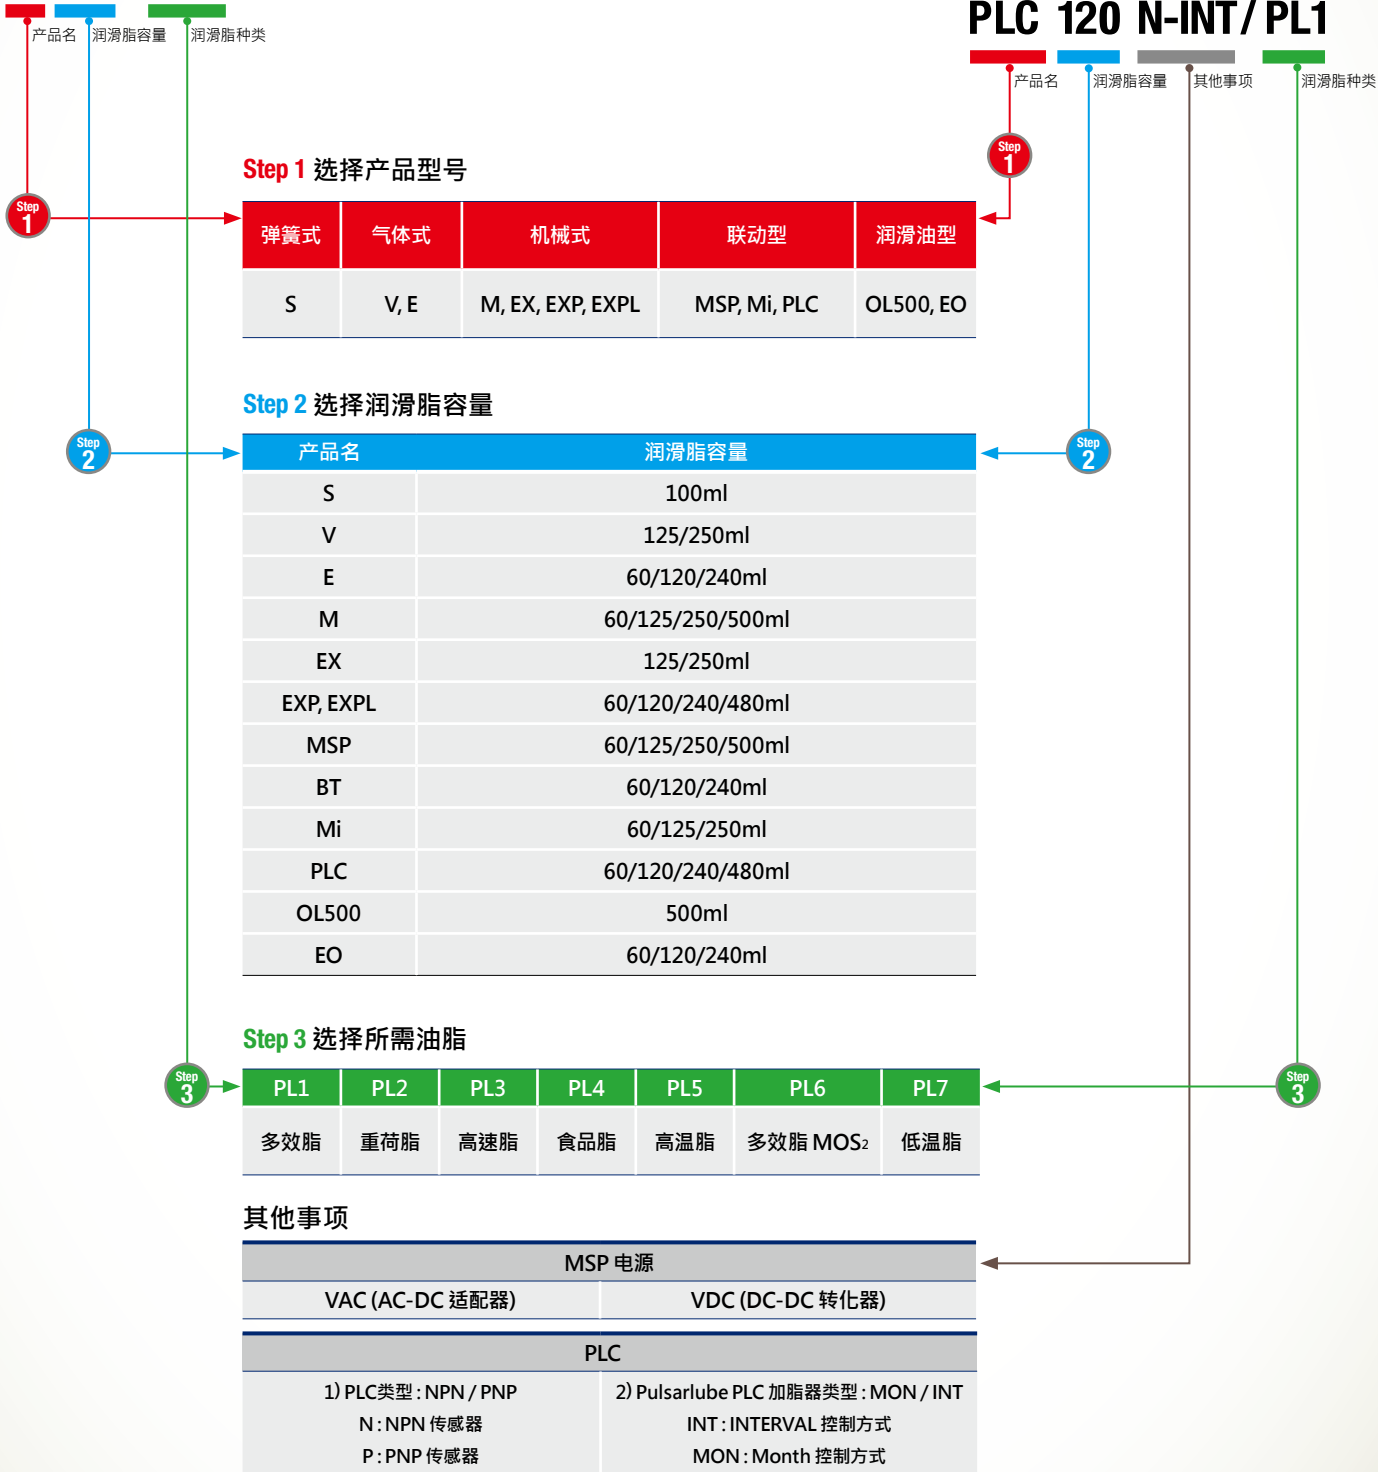 PLC 120 N-INT/ PL1
产品名 润滑脂容量 润滑脂种类
产品名 润滑脂容量 其他事项 润滑脂种类
Step 1
Step 1 选择产品型号
Step 1
弹簧式 气体式 机械式 联动型 润滑油型
S V, E M, EX, EXP, EXPL MSP, Mi, PLC OL500, EO
Step 2 选择润滑脂容量
Step 2
Step 2
产品名 润滑脂容量
S 100ml
V 125/250ml
E 60/120/240ml
M 60/125/250/500ml
EX 125/250ml
EXP, EXPL 60/120/240/480ml
MSP 60/125/250/500ml
BT 60/120/240ml
Mi 60/125/250ml
PLC 60/120/240/480ml
OL500 500ml
EO 60/120/240ml
Step 3 选择所需油脂
Step 3
Step 3
PL1 PL2 PL3 PL4 PL5 PL6 PL7
多效脂 重荷脂 高速脂 食品脂 高温脂 多效脂 MOS2 低温脂
其他事项
MSP 电源
VAC (AC-DC 适配器) VDC (DC-DC 转化器)
PLC
1) PLC类型 : NPN / PNP 2) Pulsarlube PLC 加脂器类型 : MON / INT
N : NPN 传感器 INT : INTERVAL 控制方式
P : PNP 传感器 MON : Month 控制方式